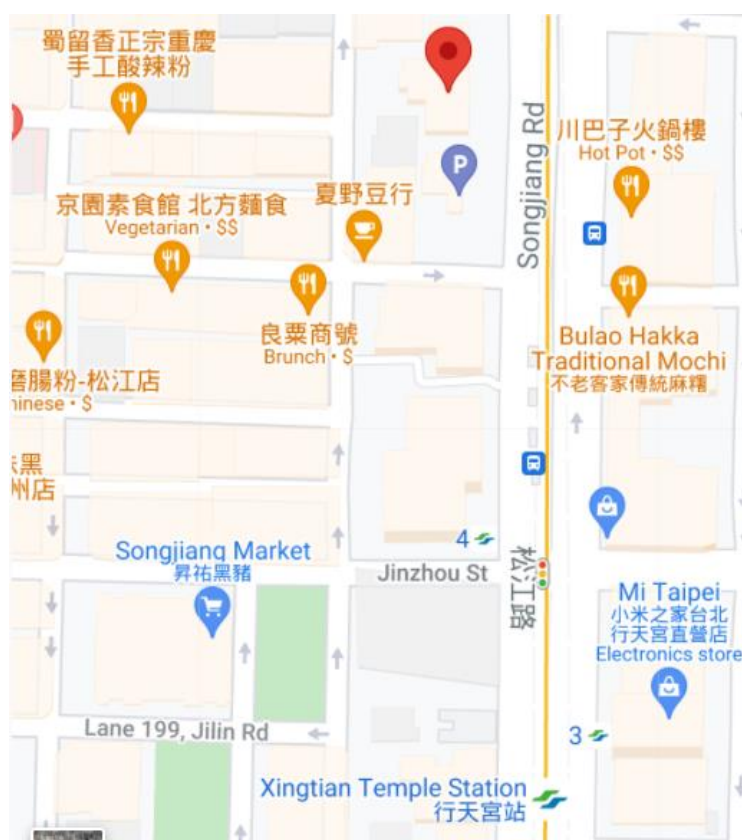 蜀留香正宗重慶
手工酸辣粉
P
Songjiang Rd
川巴子火鍋樓
Hot Pot • $$
京園素食館 北方麵食
Vegetarian • $$
夏野豆行
良粟商號
Brunch • $
Bulao Hakka
Traditional Mochi
不老客家傳統麻糬
磨腸粉-松江店
hinese • $
黑
州店
4
Songjiang Market
昇祐黑豬
Jinzhou St
松江路
Mi Taipei
小米之家台北
行天宮直營店
Electronics store
Lane 199, Jilin Rd
3
Xingtian Temple Station
行天宮站